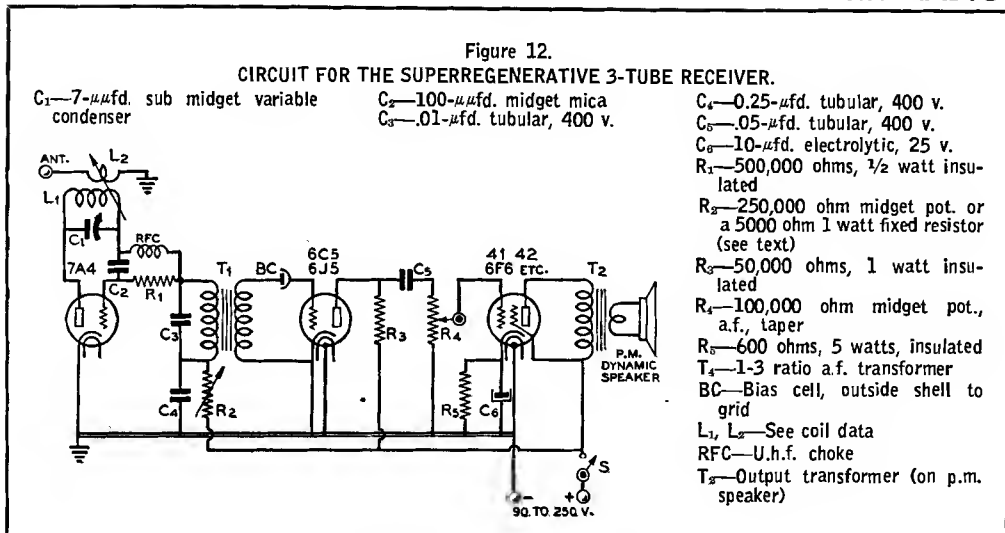 Figure 12.
CIRCUIT FOR THE SUPERREGENERATIVE 3-TUBE RECEIVER.
C₁—7-μμfd. sub midget variable
condenser
C₂—100-μμfd. midget mica
C₃—.01-μfd. tubular, 400 v.
C₄—0.25-μfd. tubular, 400 v.
C₅—.05-μfd. tubular, 400 v.
C₆—10-μfd. electrolytic, 25 v.
R₁—500,000 ohms, ½ watt insu-
lated
R₂—250,000 ohm midget pot. or
a 5000 ohm 1 watt fixed resistor
(see text)
R₃—50,000 ohms, 1 watt insu-
lated
R₄—100,000 ohm midget pot.,
a.f., taper
R₅—600 ohms, 5 watts, insulated
T₄—1-3 ratio a.f. transformer
BC—Bias cell, outside shell to
grid
L₁, L₂—See coil data
RFC—U.h.f. choke
T₂—Output transformer (on p.m.
speaker)
ANT.
L₂
L₁
C₁
RFC
7A4
C₂
R₁
T₁
BC
6C5
6J5
C₅
41 42
6F6 ETC.
T₂
C₃
R₃
R₄
P.M.
DYNAMIC
SPEAKER
C₄
R₂
R₅
C₆
S
- +
90 TO 250 V.